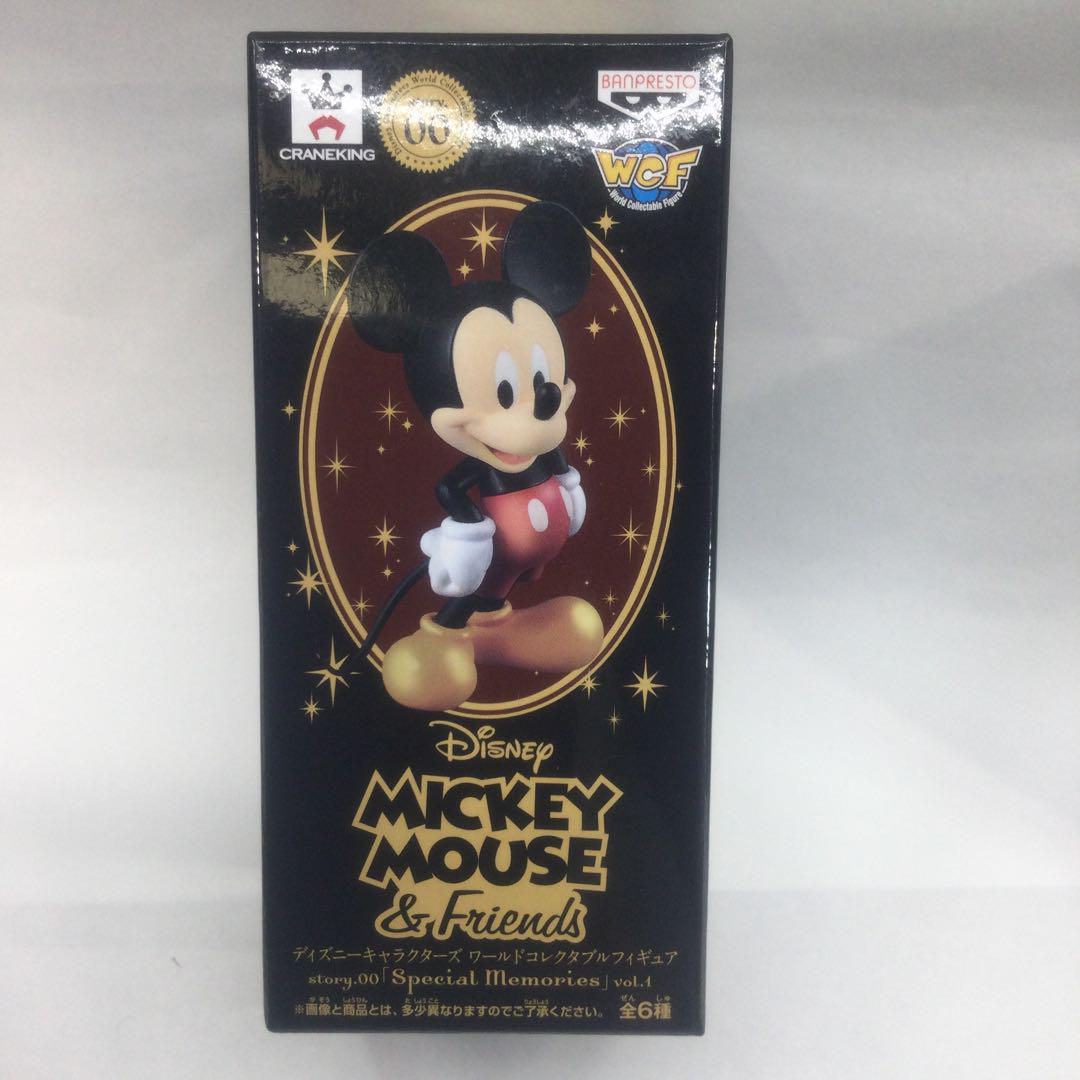 CRANEKING
World Collectable
00
BANPRESTO
WCF
World Collectable Figure
Disney
MICKEY
MOUSE
& Friends
ディズニーキャラクターズ ワールドコレクタブルフィギュア
story.00「Special Memories」vol.1
※画像と商品とは、多少異なりますのでご了承ください。
全6種